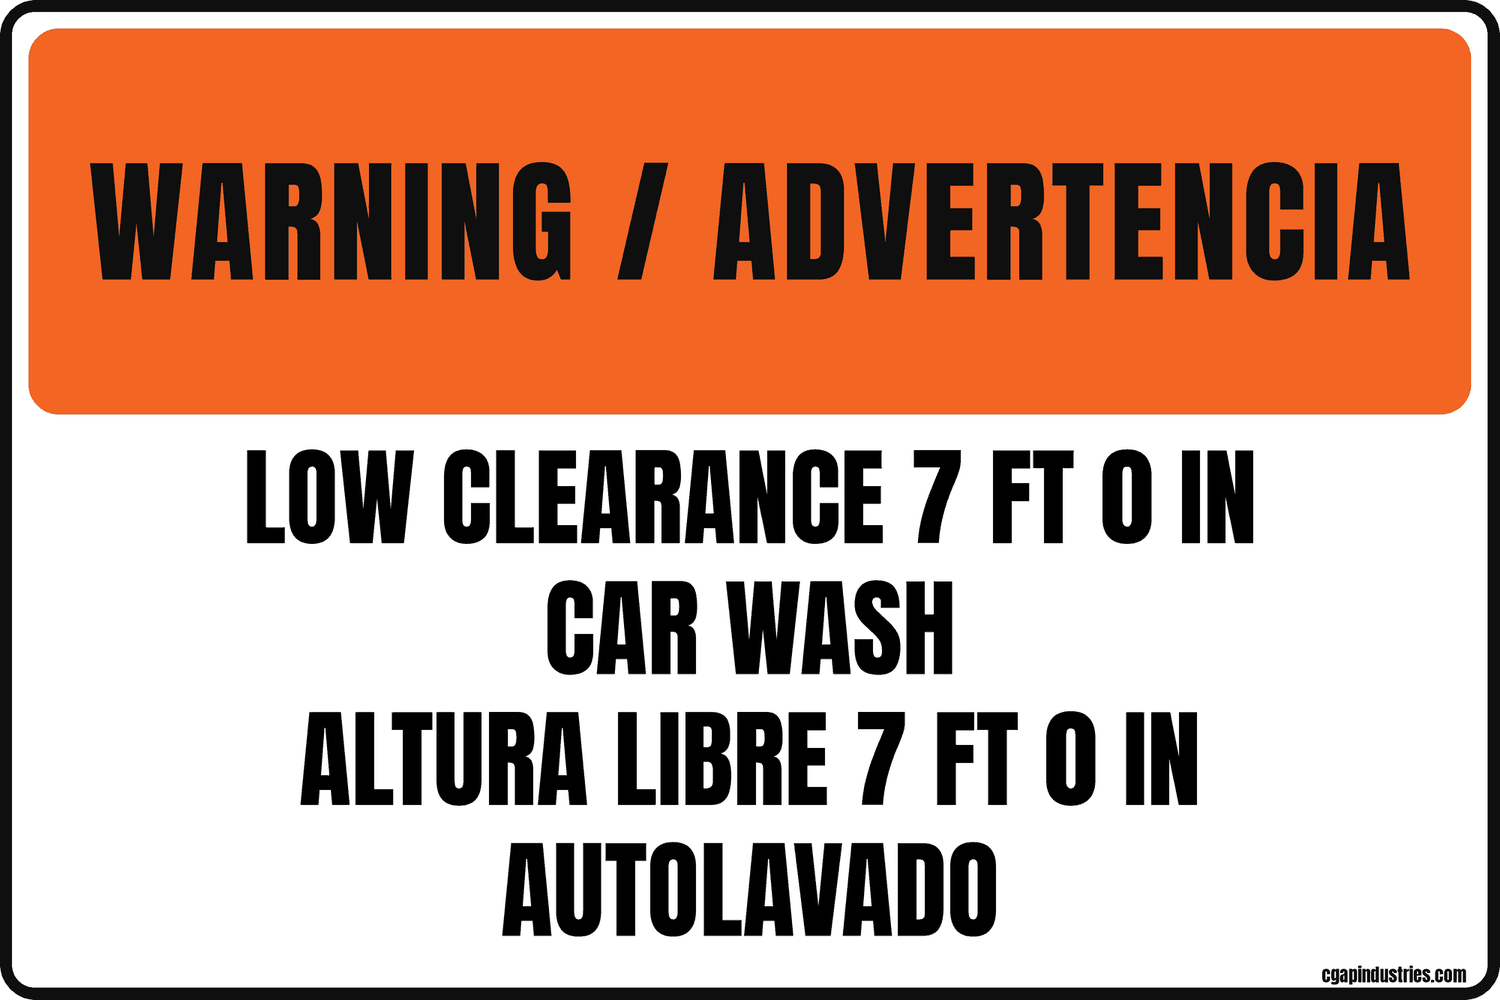 WARNING / ADVERTENCIA
LOW CLEARANCE 7 FT 0 IN
CAR WASH
ALTURA LIBRE 7 FT 0 IN
AUTOLAVADO
cgapindustries.com